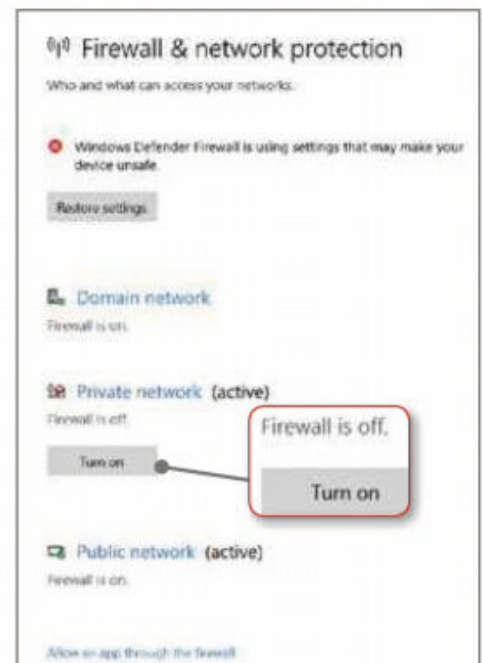 Firewall & network protection
Who and what can access your networks.
Windows Defender Firewall is using settings that may make your
device unsafe.
Restore settings
Domain network
Firewall is on.
Private network (active)
Firewall is off.
Firewall is off.
Turn on
Turn on
Public network (active)
Firewall is on.
Allow an app through the firewall